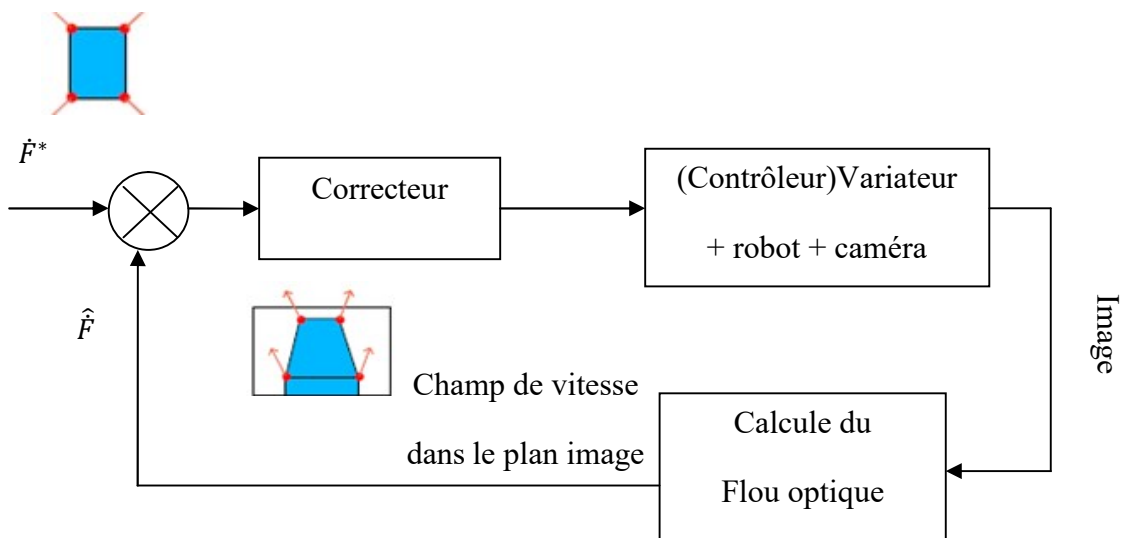 Ḟ*
Correcteur
(Contrôleur)Variateur
+ robot + caméra
Image
Calcule du
Flou optique
Champ de vitesse
dans le plan image
Ḟ̂